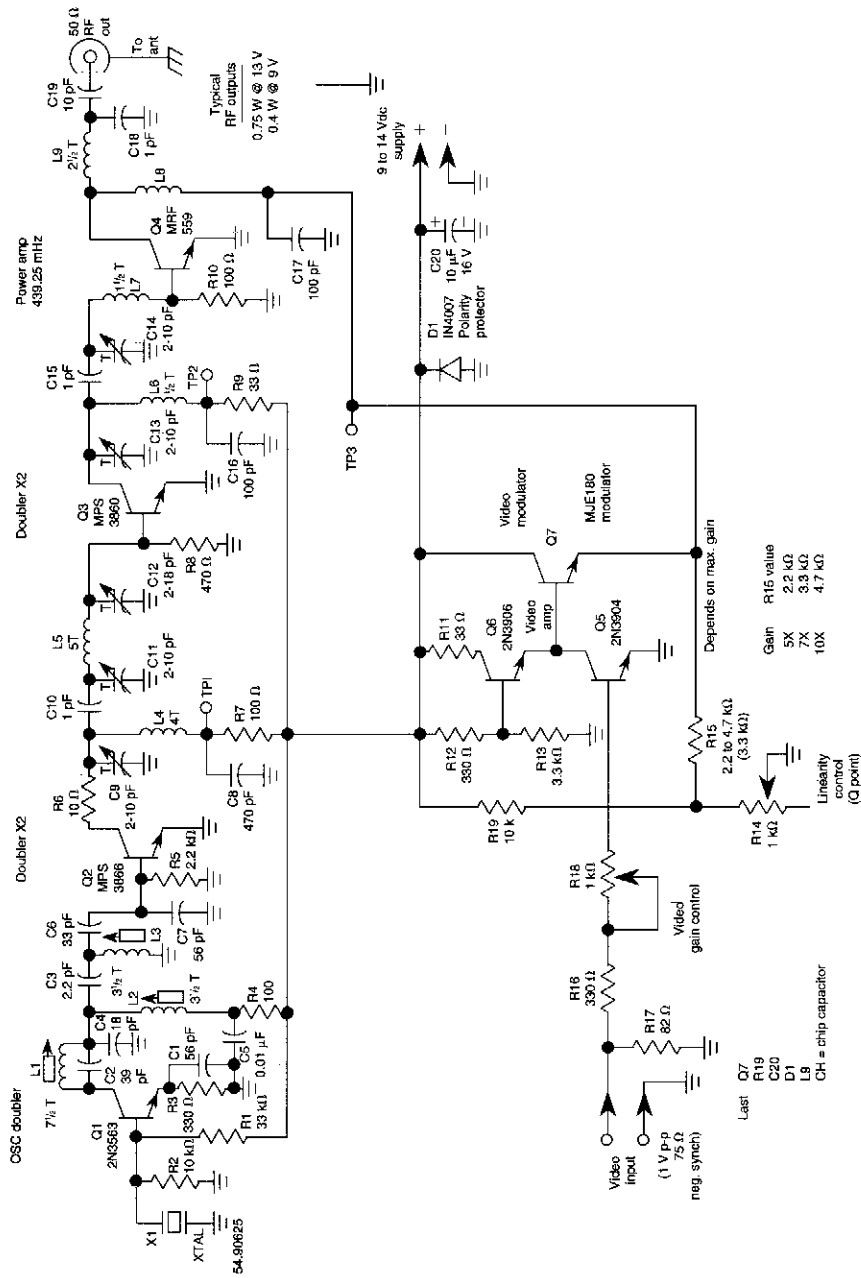 OSC doubler
Doubler X2
Doubler X2
Power amp
439.25 mHz
L1
7½ T
C2
39
pF
C4
18
pF
C3
2.2 pF
3½ T
L2
3½ T
L3
C6
33 pF
Q1
2N3563
C1
56 pF
R3
330 Ω
R1
33 kΩ
C5
0.01 µF
R4
100
R2
10 kΩ
X1
XTAL
54.90625
C7
56 pF
Q2
MPS
3866
R5
2.2 kΩ
R6
10 Ω
T
C9
2-10 pF
C10
1 pF
L4
4T
TP1
R7
100 Ω
C8
470 pF
T
C11
2-10 pF
L5
5T
T
C12
2-18 pF
R8
470 Ω
Q3
MPS
3860
T
C13
2-10 pF
L6
½ T
TP2
R9
33 Ω
C16
100 pF
C15
1 pF
T
C14
2-10 pF
1½ T
L7
R10
100 Ω
Q4
MRF
559
L8
C17
100 pF
L9
2½ T
C18
1 pF
C19
10 pF
50 Ω
RF
out
To
ant
Typical
RF outputs
0.75 W @ 13 V
0.4 W @ 9 V
9 to 14 Vdc
supply
+
−
+
−
C20
10 µF
16 V
D1
IN4007
Polarity
protector
TP3
Video
modulator
MJE180
modulator
Q7
R11
33 Ω
Q6
2N3906
Video
amp
Q5
2N3904
R12
330 Ω
R13
3.3 kΩ
R19
10 k
R15
2.2 to 4.7 kΩ
(3.3 kΩ)
R14
1 kΩ
Linearity
control
(Q point)
R18
1 kΩ
Video
gain control
R16
330 Ω
R17
82 Ω
Video
input
(1 V p-p
75 Ω
neg. synch)
Depends on max. gain
Gain R15 value
5X 2.2 kΩ
7X 3.3 kΩ
10X 4.7 kΩ
Last Q7
R19
C20
D1
L9
CH = chip capacitor